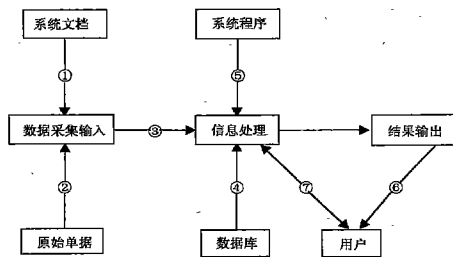 系统文档
系统程序
①
⑤
数据采集输入
③
信息处理
结果输出
②
④
⑦
⑥
原始单据
数据库
用户